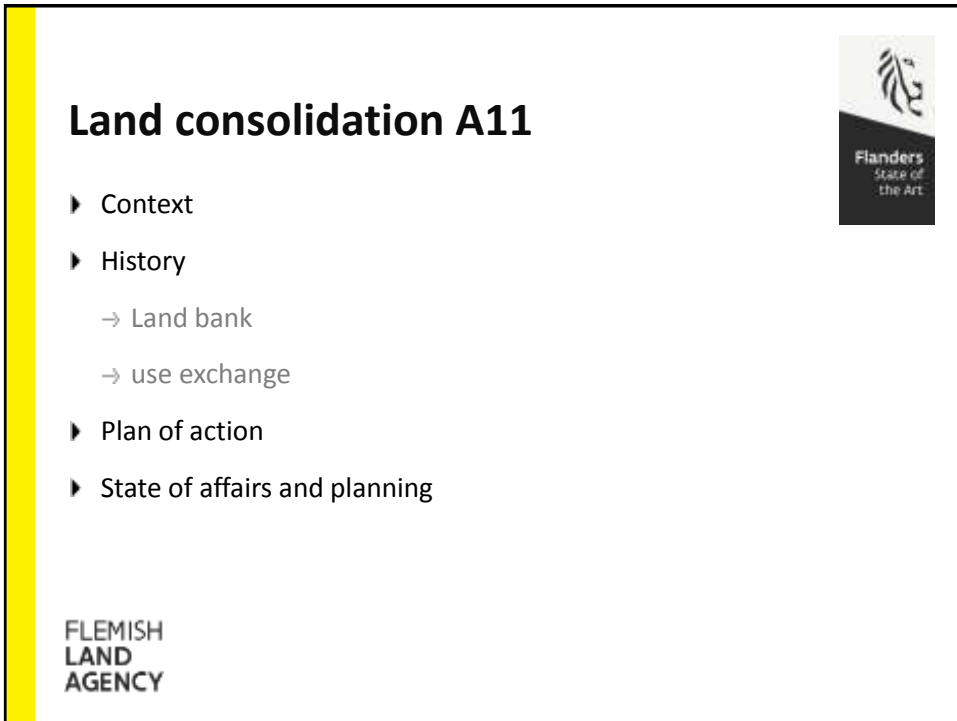 Land consolidation A11
Flanders
State of
the Art
Context
History
Land bank
use exchange
Plan of action
State of affairs and planning
FLEMISH
LAND
AGENCY